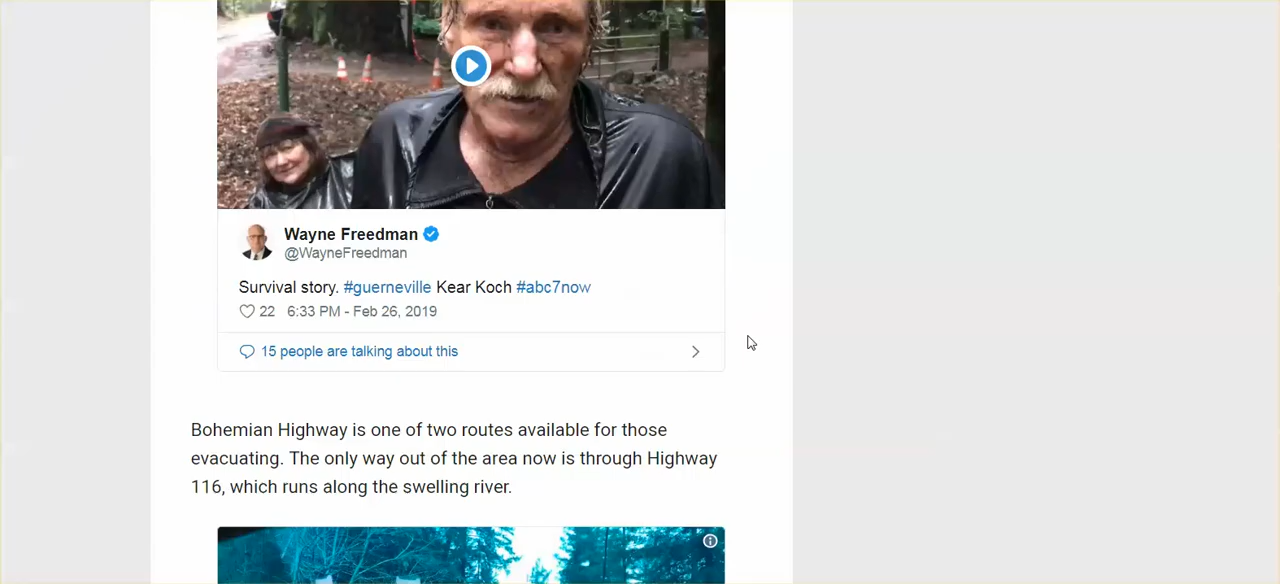 Wayne Freedman
@WayneFreedman
Survival story. #guerneville Kear Koch #abc7now
22 6:33 PM - Feb 26, 2019
15 people are talking about this
Bohemian Highway is one of two routes available for those
evacuating. The only way out of the area now is through Highway
116, which runs along the swelling river.